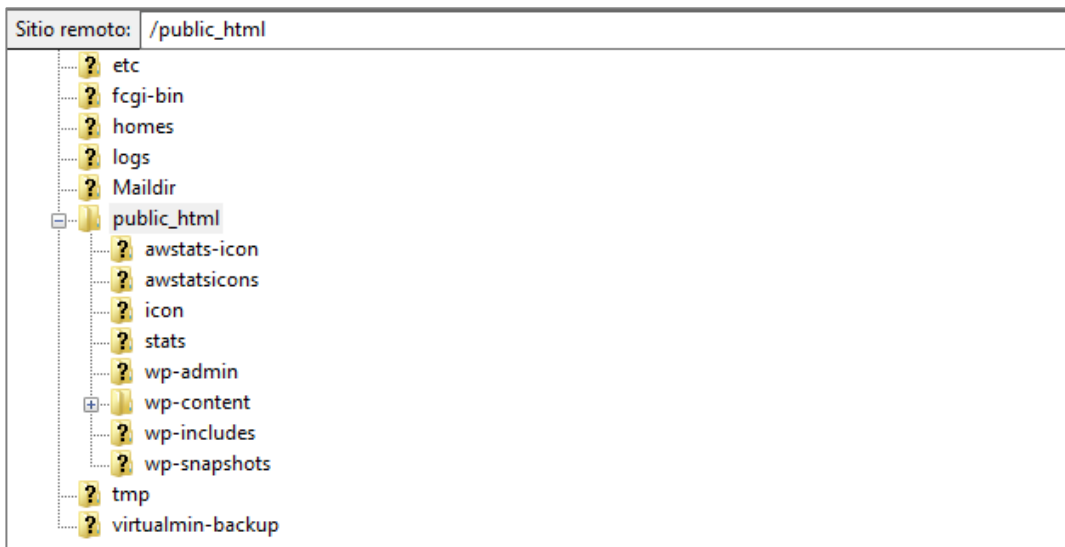 Sitio remoto: /public_html
etc
fcgi-bin
homes
logs
Maildir
public_html
awstats-icon
awstatsicons
icon
stats
wp-admin
wp-content
wp-includes
wp-snapshots
tmp
virtualmin-backup